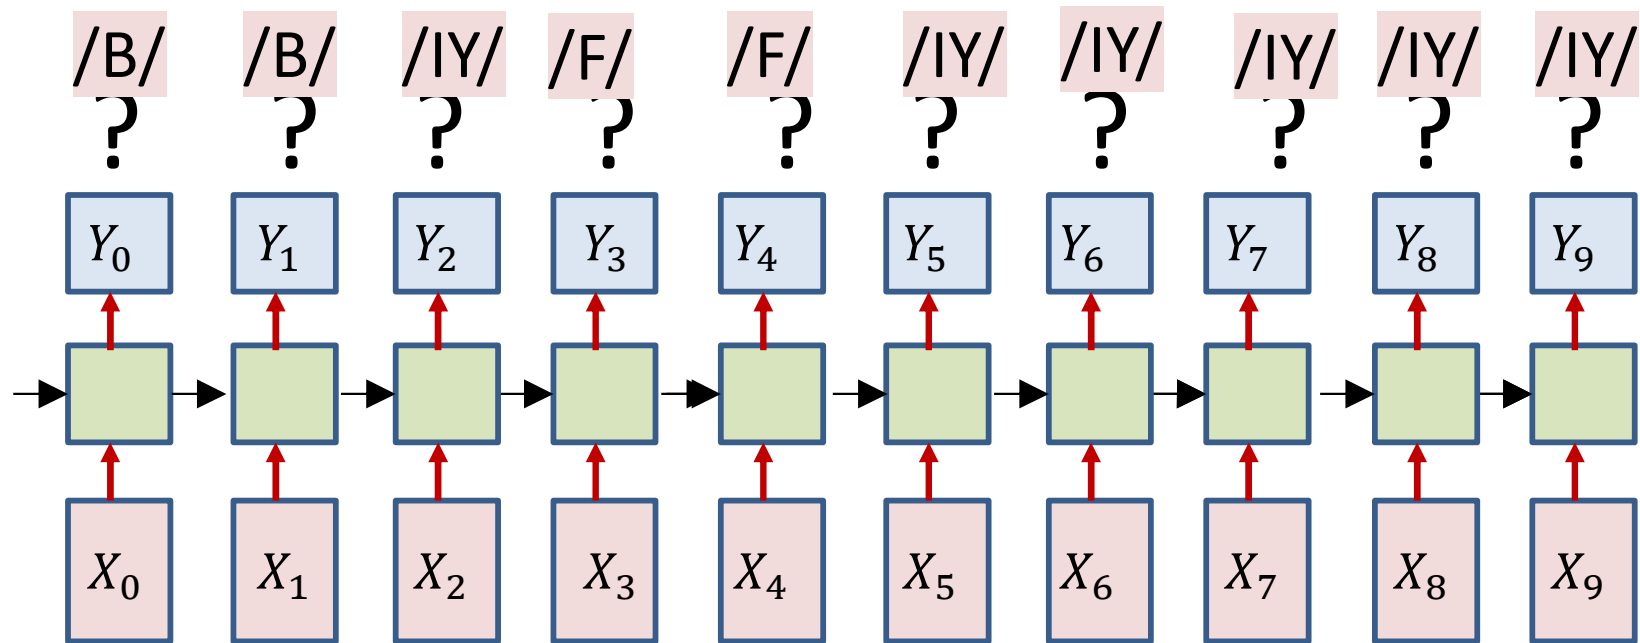 /B/ /B/ /IY/ /F/ /F/ /IY/ /IY/ /IY/ /IY/ /IY/
? ? ? ? ? ? ? ? ? ?
Y₀ Y₁ Y₂ Y₃ Y₄ Y₅ Y₆ Y₇ Y₈ Y₉
X₀ X₁ X₂ X₃ X₄ X₅ X₆ X₇ X₈ X₉